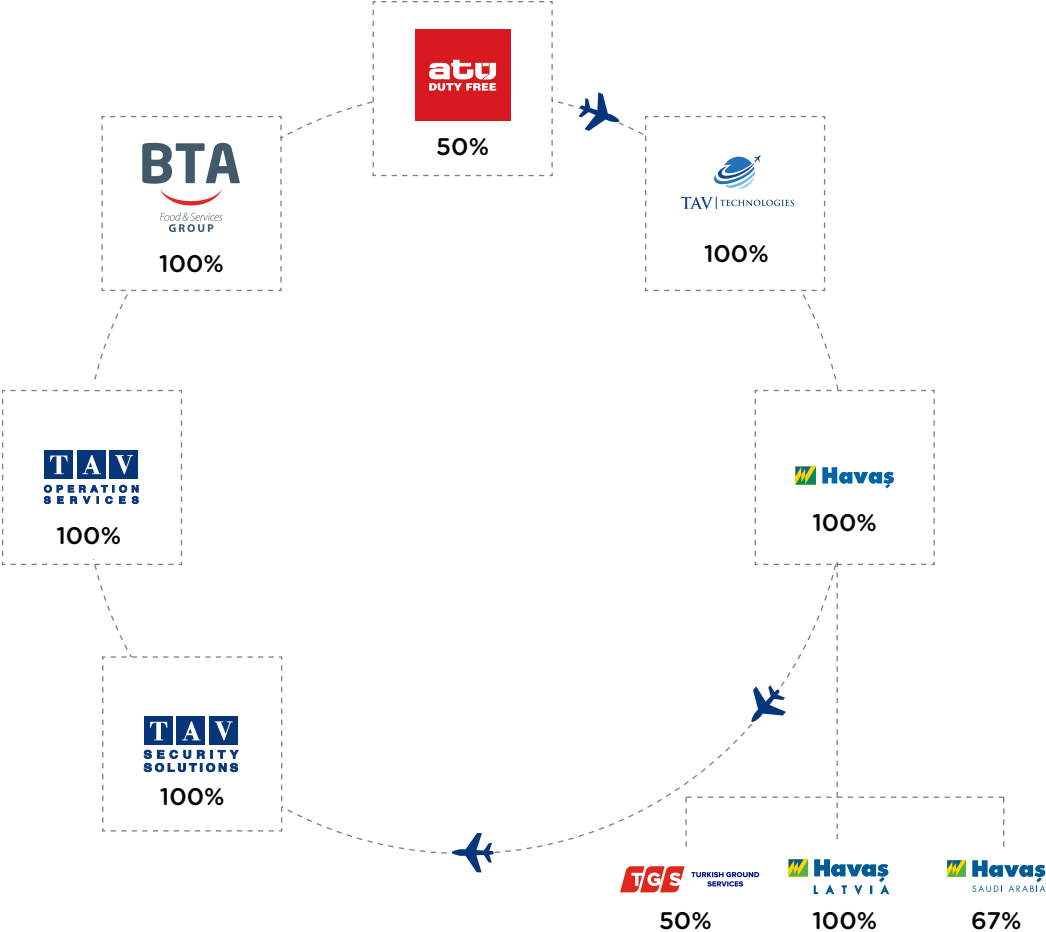 atü
DUTY FREE
50%
BTA
Food & Services
GROUP
100%
TAV TECHNOLOGIES
100%
TAV
OPERATION
SERVICES
100%
Havaş
100%
TAV
SECURITY
SOLUTIONS
100%
TGS TURKISH GROUND
SERVICES
50%
Havaş
LATVIA
100%
Havaş
SAUDI ARABIA
67%